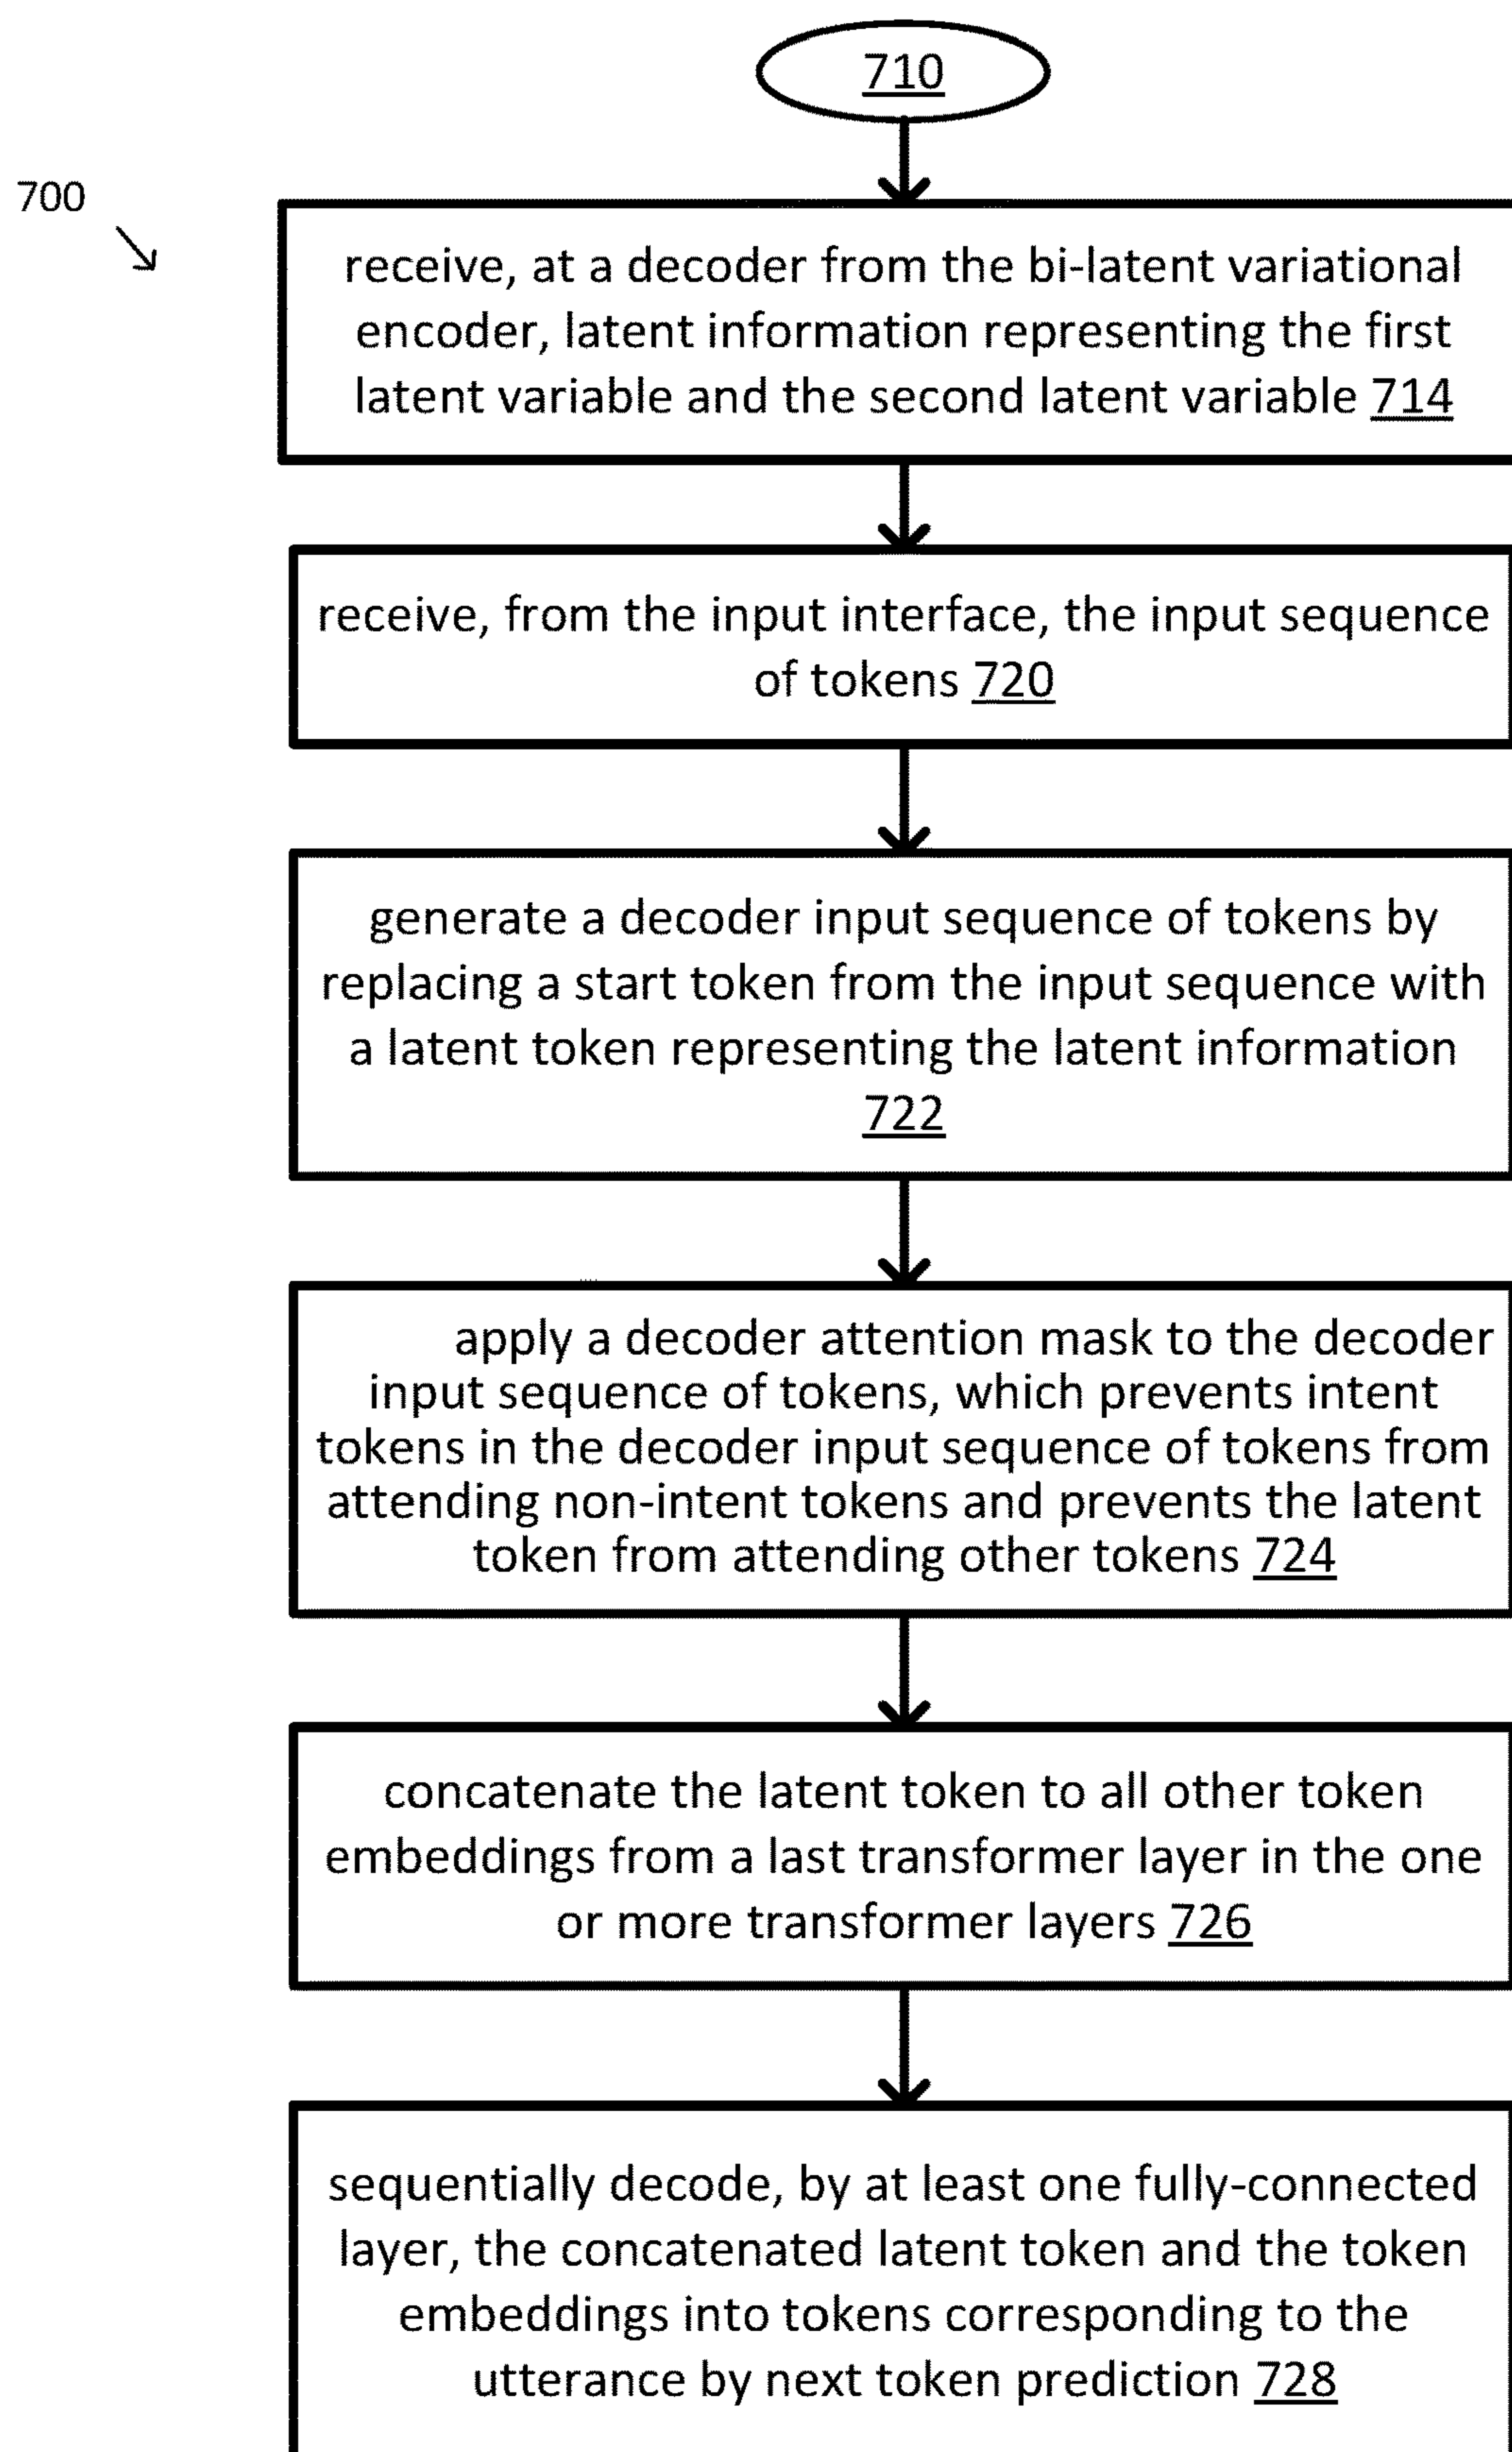 710
700
receive, at a decoder from the bi-latent variational
encoder, latent information representing the first
latent variable and the second latent variable 714
receive, from the input interface, the input sequence
of tokens 720
generate a decoder input sequence of tokens by
replacing a start token from the input sequence with
a latent token representing the latent information
722
apply a decoder attention mask to the decoder
input sequence of tokens, which prevents intent
tokens in the decoder input sequence of tokens from
attending non-intent tokens and prevents the latent
token from attending other tokens 724
concatenate the latent token to all other token
embeddings from a last transformer layer in the one
or more transformer layers 726
sequentially decode, by at least one fully-connected
layer, the concatenated latent token and the token
embeddings into tokens corresponding to the
utterance by next token prediction 728